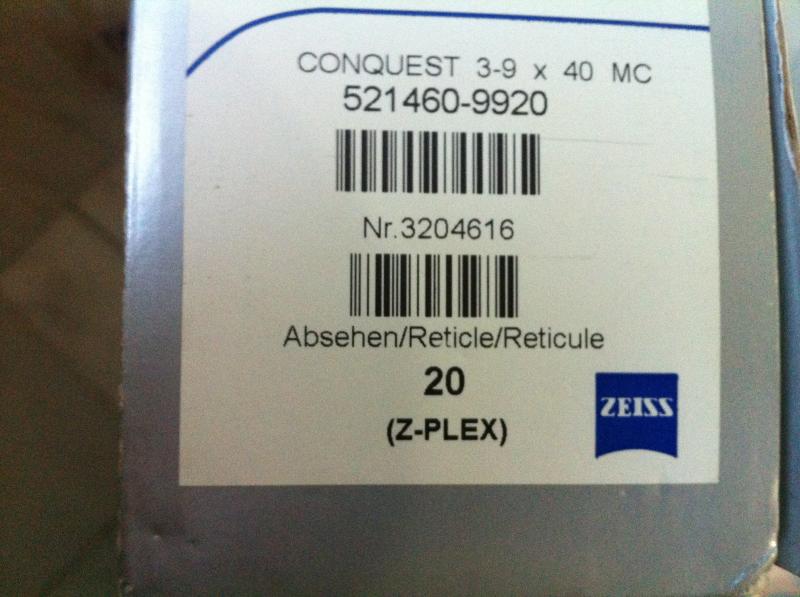 CONQUEST 3-9 x 40 MC
521460-9920
Nr.3204616
Absehen/Reticle/Reticule
20
(Z-PLEX)
ZEISS